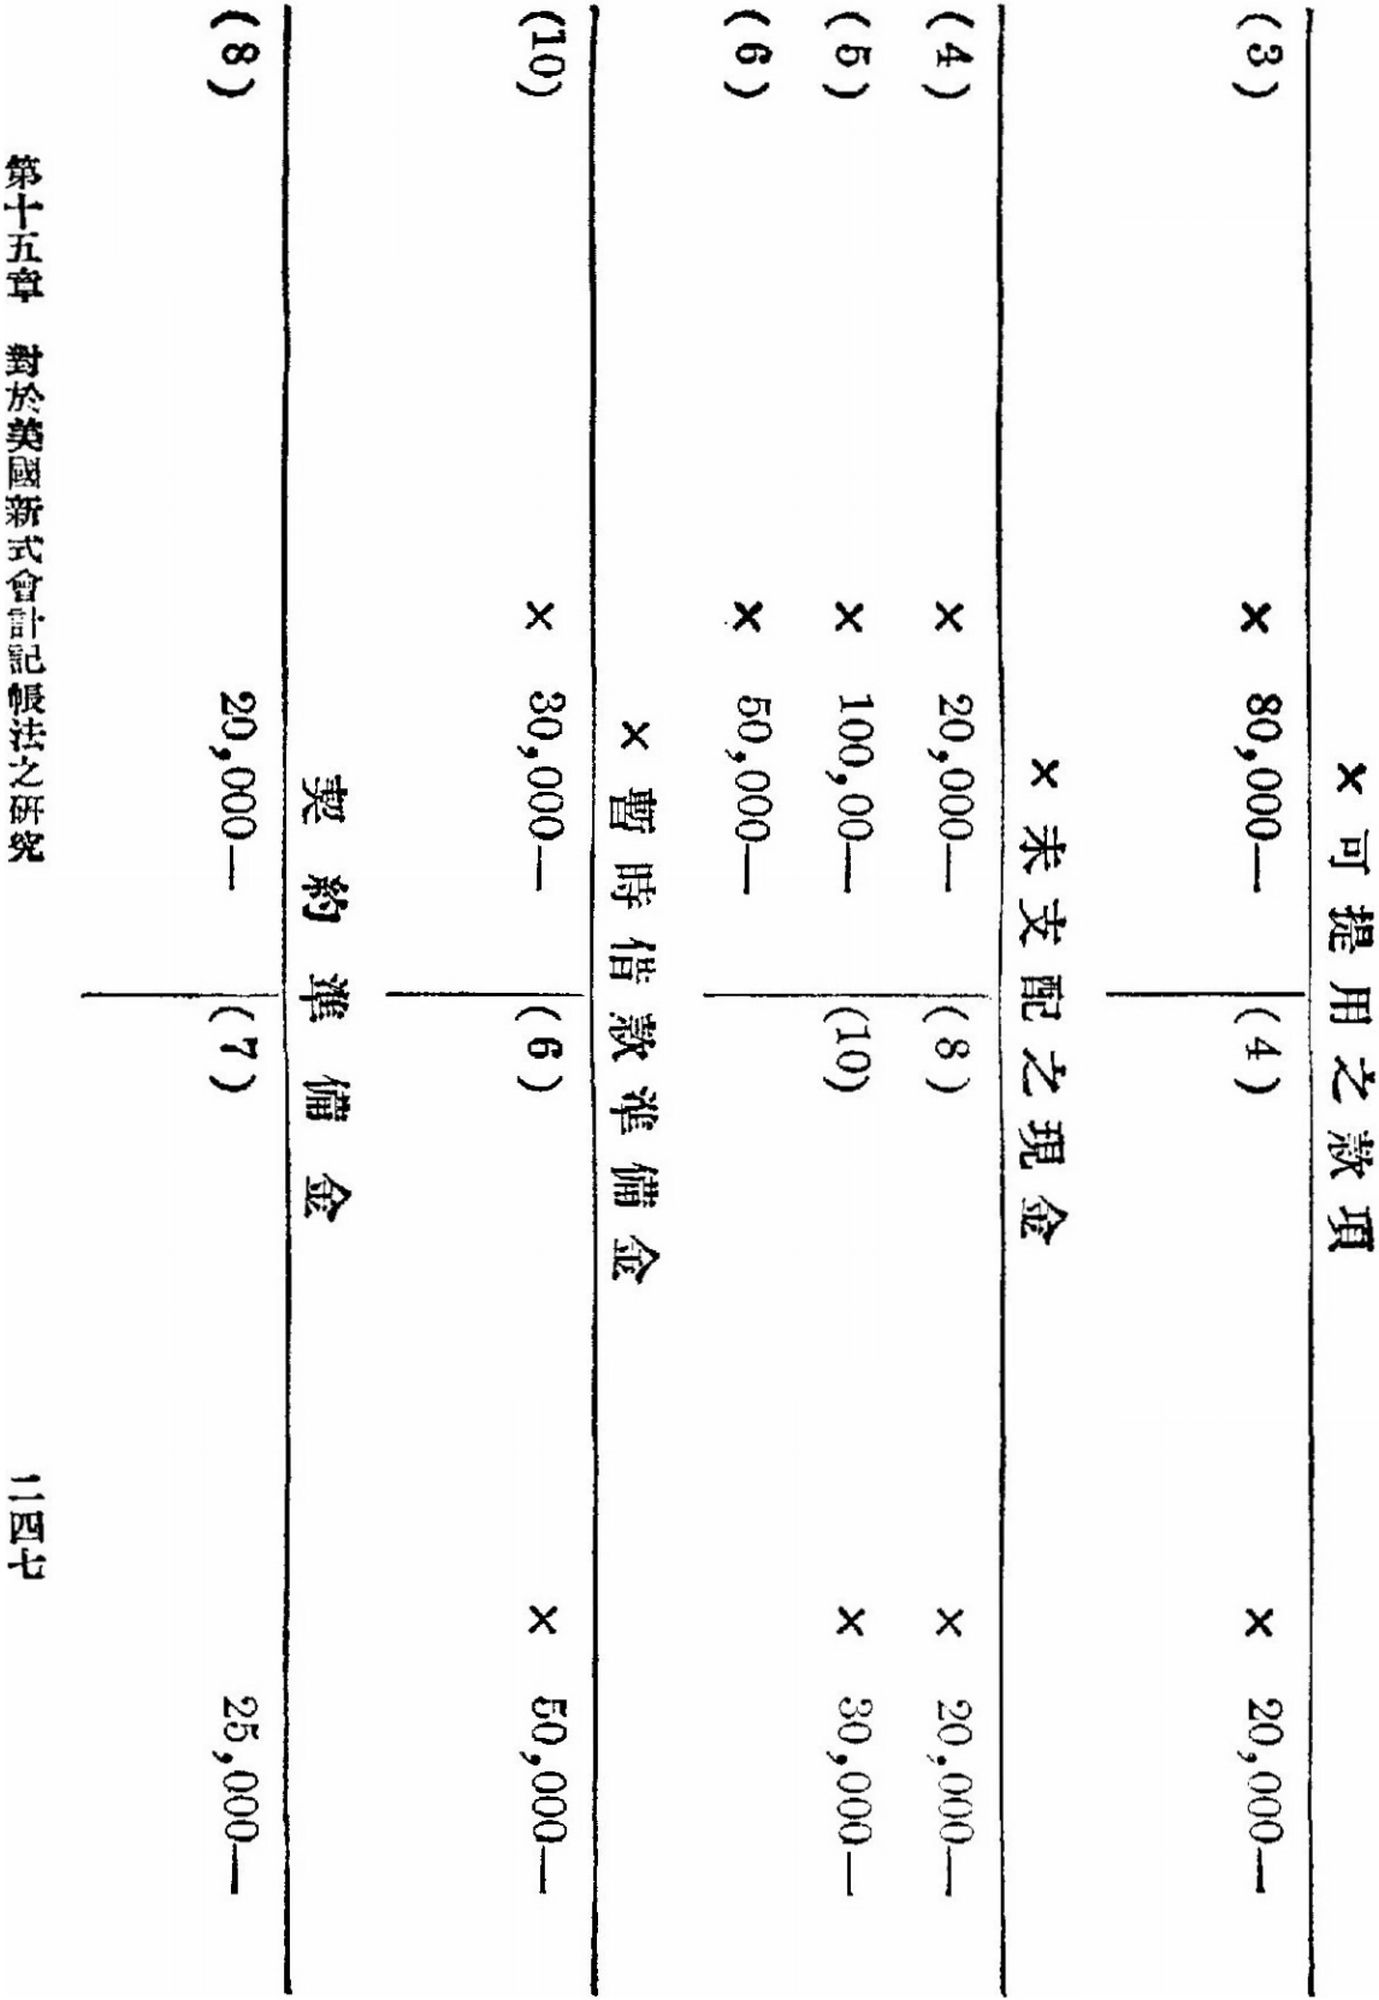 × 可提用之款項
(3) × 80,000— (4) × 20,000—
× 未支配之現金
(4) × 20,000— (8) × 20,000—
(5) × 100,00— (10) × 30,000—
(6) × 50,000—
× 暫時借款準備金
(10) × 30,000— (6) × 50,000—
契約準備金
(8) 20,000— (7) 25,000—
第十五章 對於美國新式會計記帳法之研究
二四七